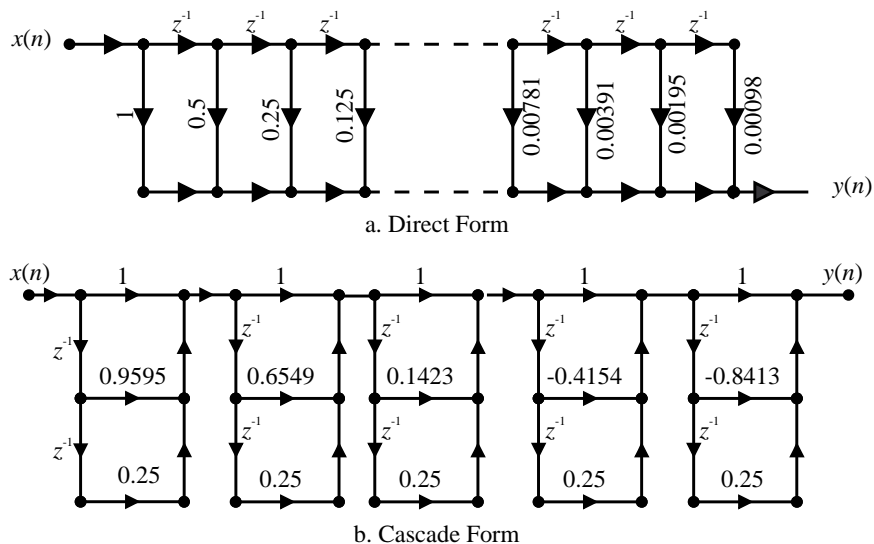 x(n) z⁻¹ z⁻¹ z⁻¹ z⁻¹ z⁻¹ z⁻¹
1 0.5 0.25 0.125 0.00781 0.00391 0.00195 0.00098
y(n)
a. Direct Form
x(n) 1 1 1 1 1 y(n)
z⁻¹ z⁻¹ z⁻¹ z⁻¹ z⁻¹
0.9595 0.6549 0.1423 -0.4154 -0.8413
z⁻¹ z⁻¹ z⁻¹ z⁻¹ z⁻¹
0.25 0.25 0.25 0.25 0.25
b. Cascade Form